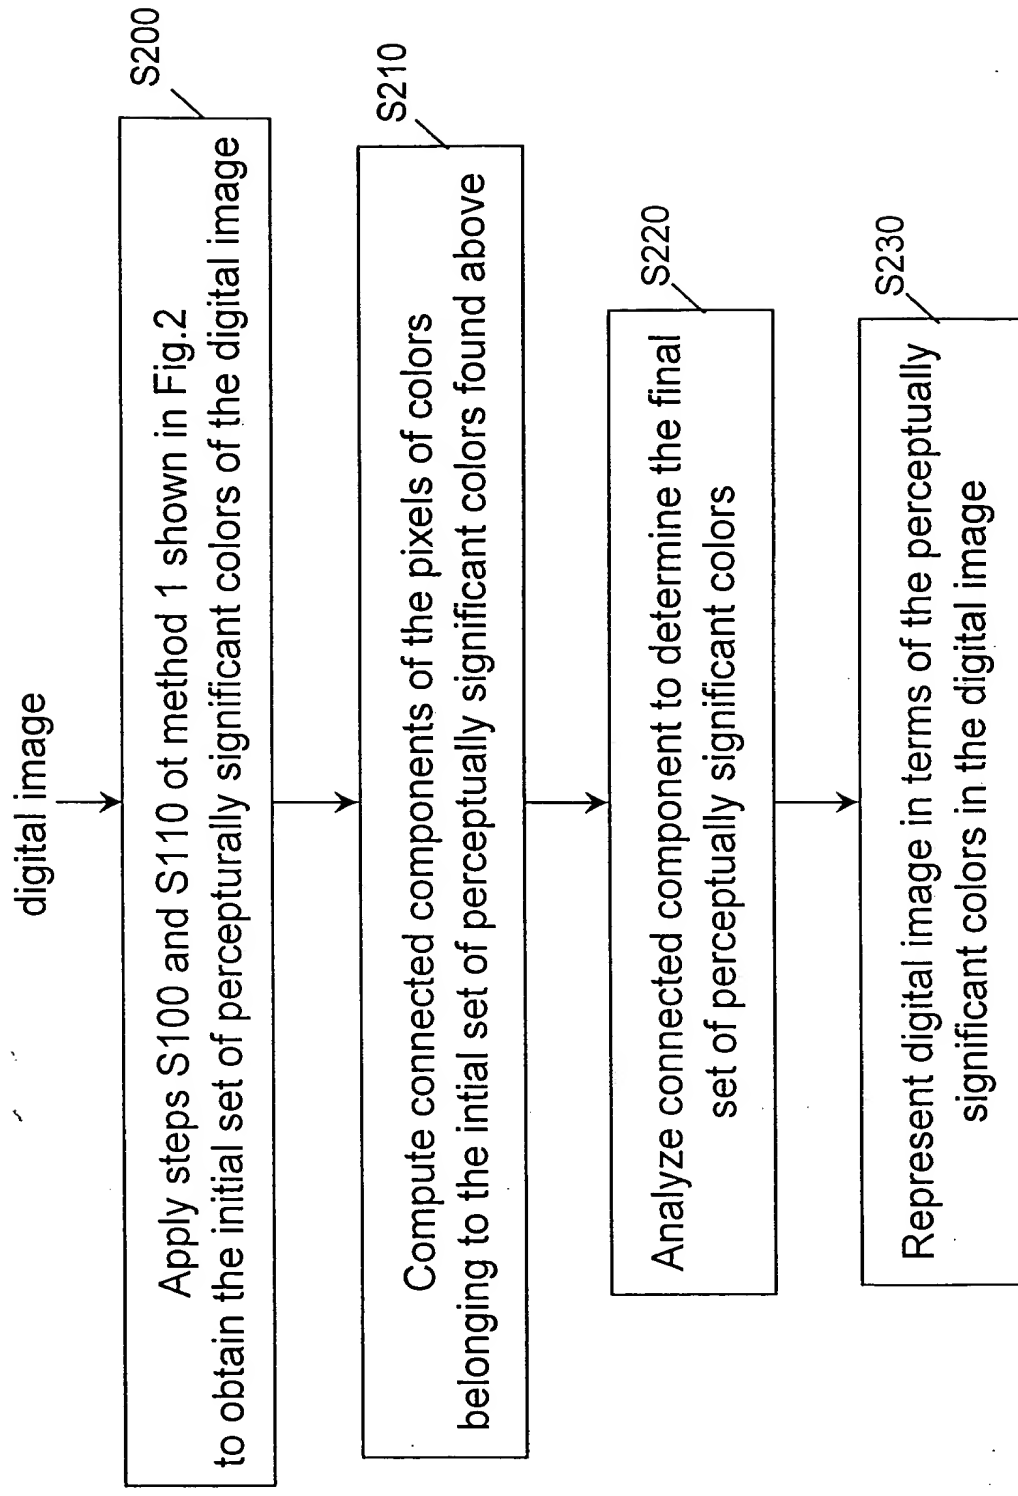 digital image
S200
Apply steps S100 and S110 ot method 1 shown in Fig.2
to obtain the initial set of percepturally significant colors of the digital image
S210
Compute connected components of the pixels of colors
belonging to the intial set of perceptually significant colors found above
S220
Analyze connected component to determine the final
set of perceptually significant colors
S230
Represent digital image in terms of the perceptually
significant colors in the digital image